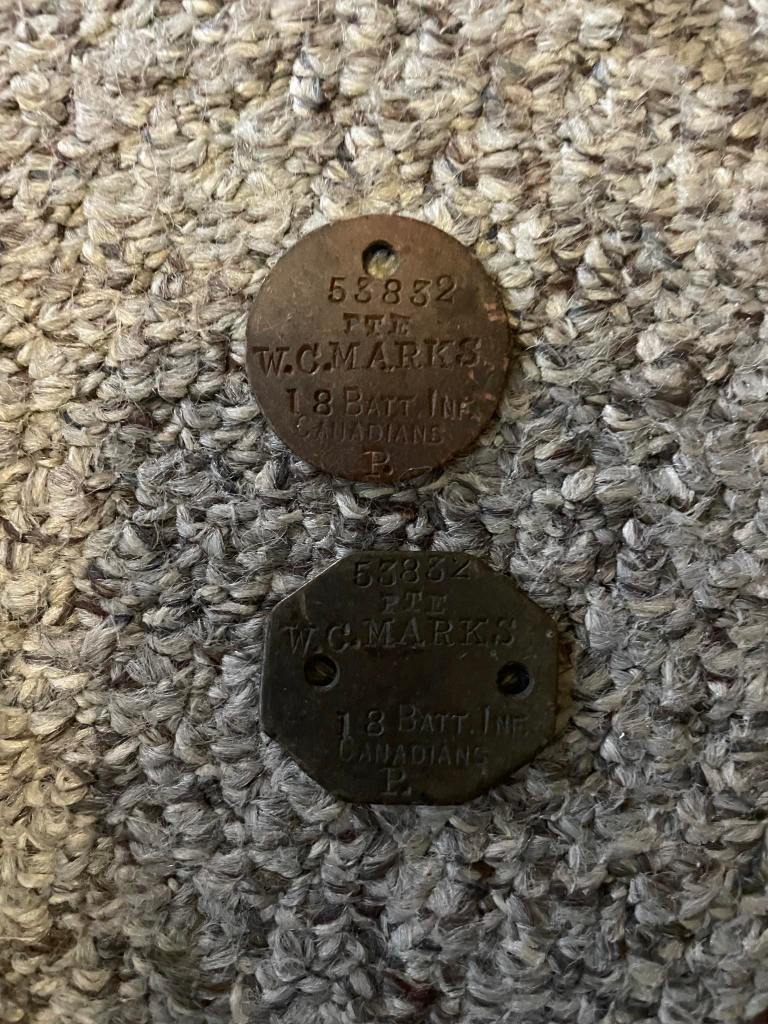 53832
PTE
W.C.MARKS.
18 BATT. INF.
CANADIANS
P.
53832
PTE
W.C.MARKS
18 BATT. INF.
CANADIANS
P.